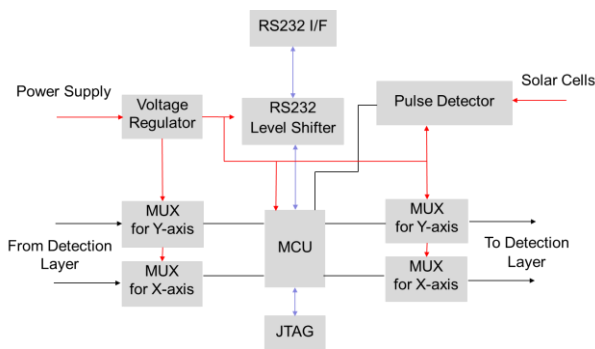 RS232 I/F
Power Supply
Voltage
Regulator
RS232
Level Shifter
Pulse Detector
Solar Cells
MUX
for Y-axis
From Detection
Layer
MUX
for X-axis
MCU
MUX
for Y-axis
To Detection
Layer
MUX
for X-axis
JTAG